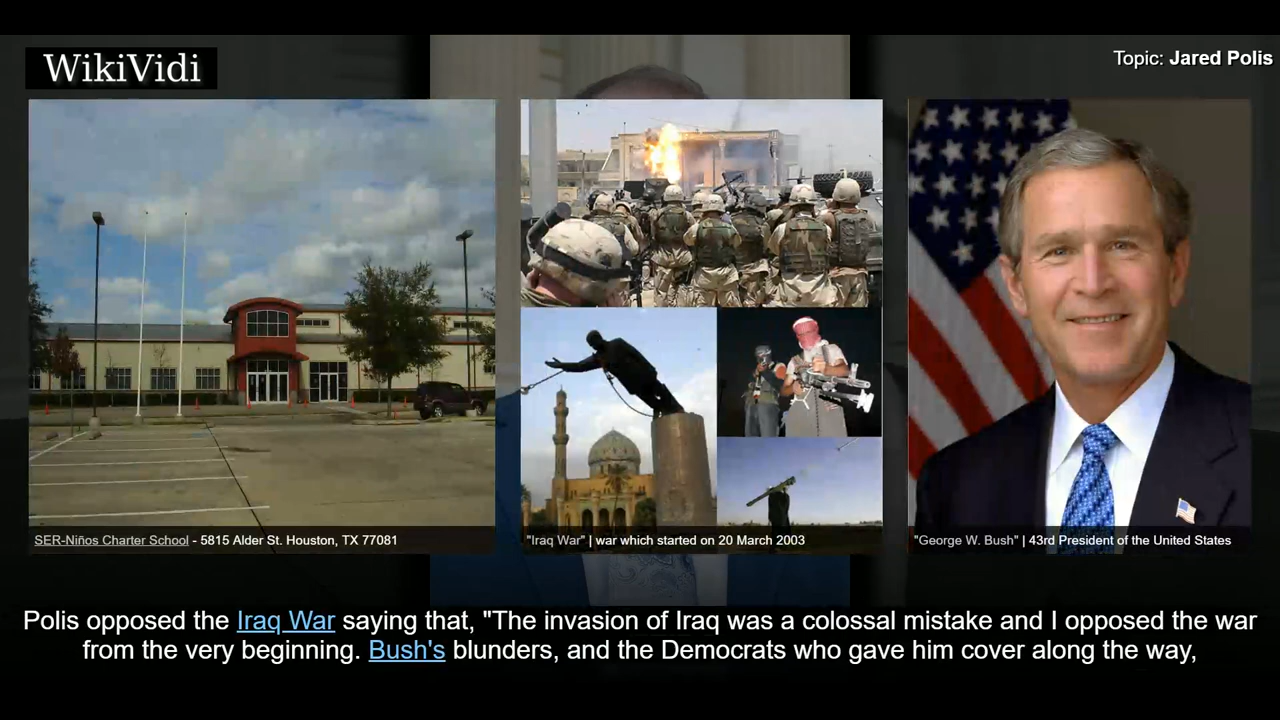 WikiVidi
Topic: Jared Polis
SER-Niños Charter School - 5815 Alder St. Houston, TX 77081
"Iraq War" | war which started on 20 March 2003
"George W. Bush" | 43rd President of the United States
Polis opposed the Iraq War saying that, "The invasion of Iraq was a colossal mistake and I opposed the war
from the very beginning. Bush's blunders, and the Democrats who gave him cover along the way,